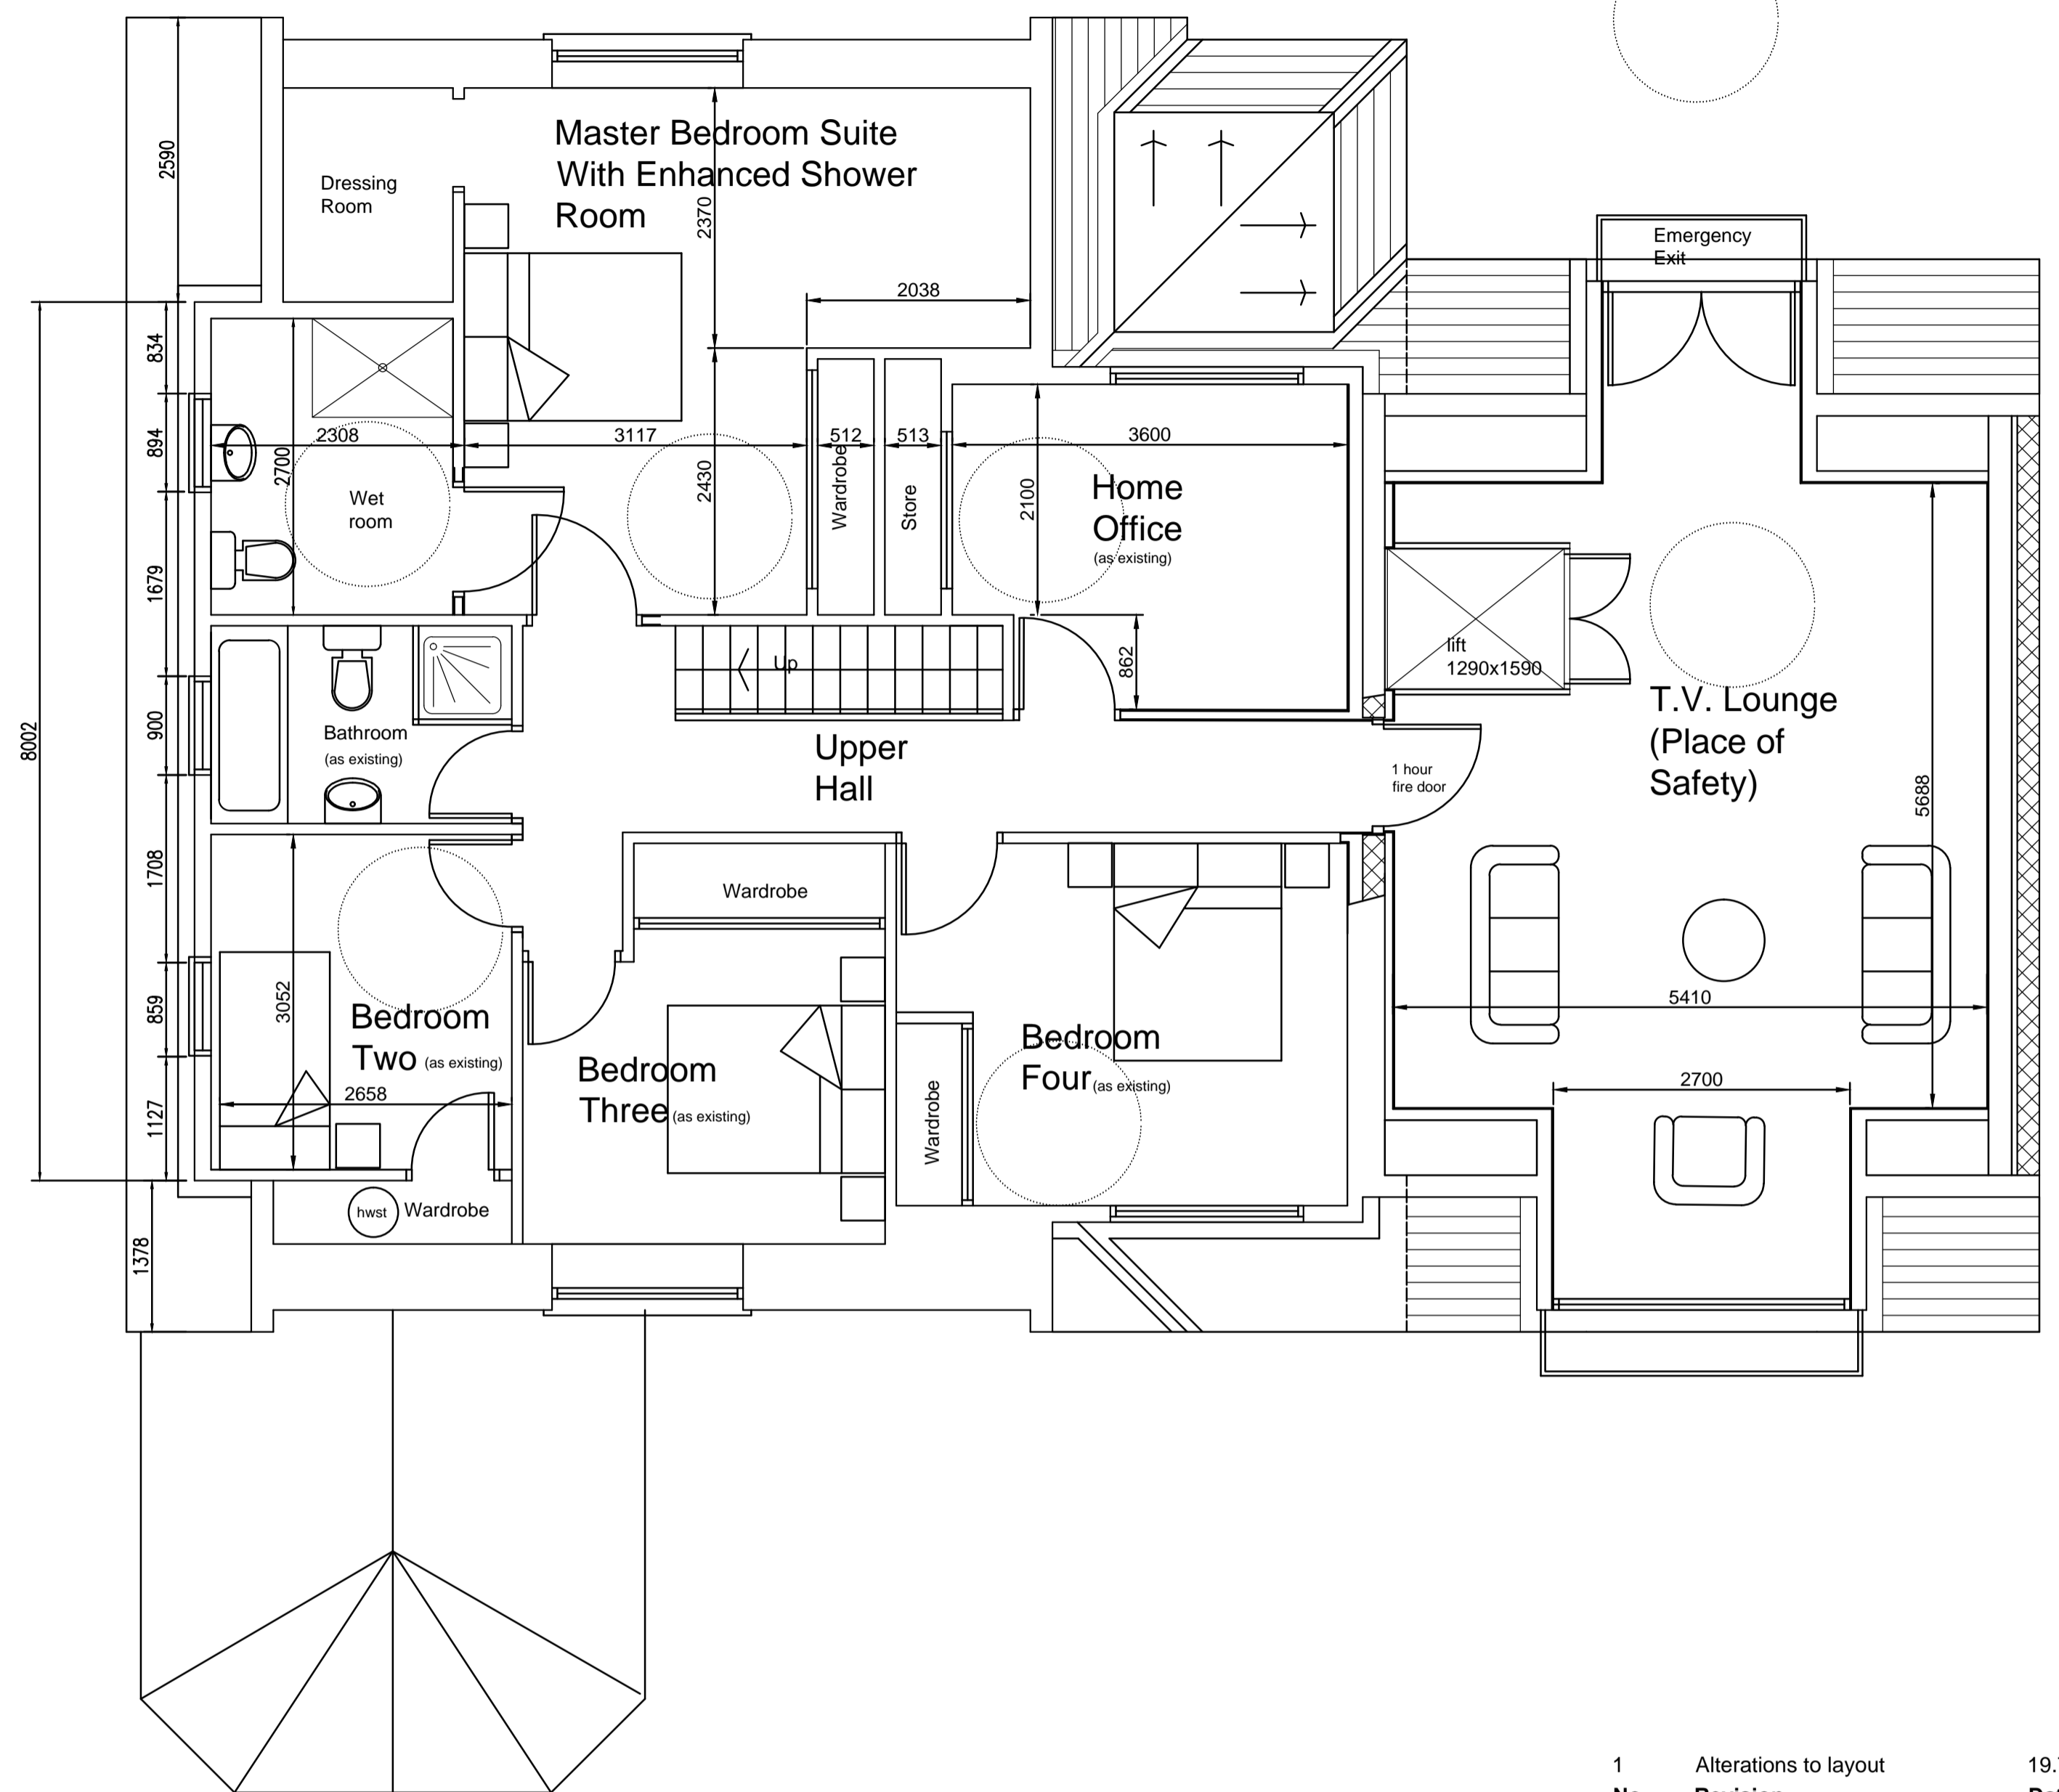 Master Bedroom Suite
With Enhanced Shower
Room
Dressing
Room
2590
2370
2038
Emergency
Exit
834
894
1679
900
1708
859
1127
1378
8002
2308
2700
Wet
room
3117
2430
512
Wardrobe
513
Store
3600
2100
Home
Office
(as existing)
862
lift
1290x1590
T.V. Lounge
(Place of
Safety)
5688
Up
Bathroom
(as existing)
Upper
Hall
1 hour
fire door
Wardrobe
3052
Bedroom
Two (as existing)
2658
Bedroom
Three (as existing)
Wardrobe
Bedroom
Four (as existing)
5410
2700
hwst
Wardrobe
1 Alterations to layout 19.